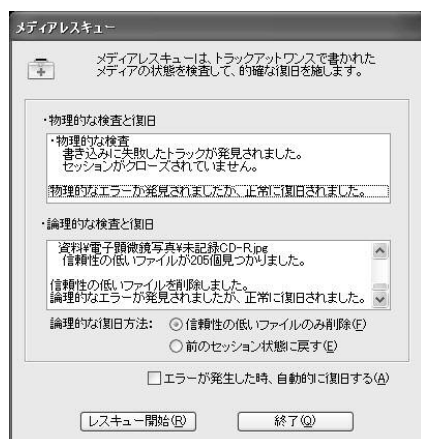 メディアレスキュー
メディアレスキューは、トラックアットワンスで書かれた
メディアの状態を検査して、的確な復旧を施します。
・物理的な検査と復旧
・物理的な検査
書き込みに失敗したトラックが発見されました。
セッションがクローズされていません。
物理的なエラーが発見されましたが、正常に復旧されました。
・論理的な検査と復旧
資料¥電子顕微鏡写真¥未記録CD-R.jpg
信頼性の低いファイルが205個見つかりました。
信頼性の低いファイルを削除しました。
論理的なエラーが発見されましたが、正常に復旧されました。
論理的な復旧方法: 信頼性の低いファイルのみ削除(F)
前のセッション状態に戻す(E)
エラーが発生した時、自動的に復旧する(A)
レスキュー開始(R) 終了(Q)